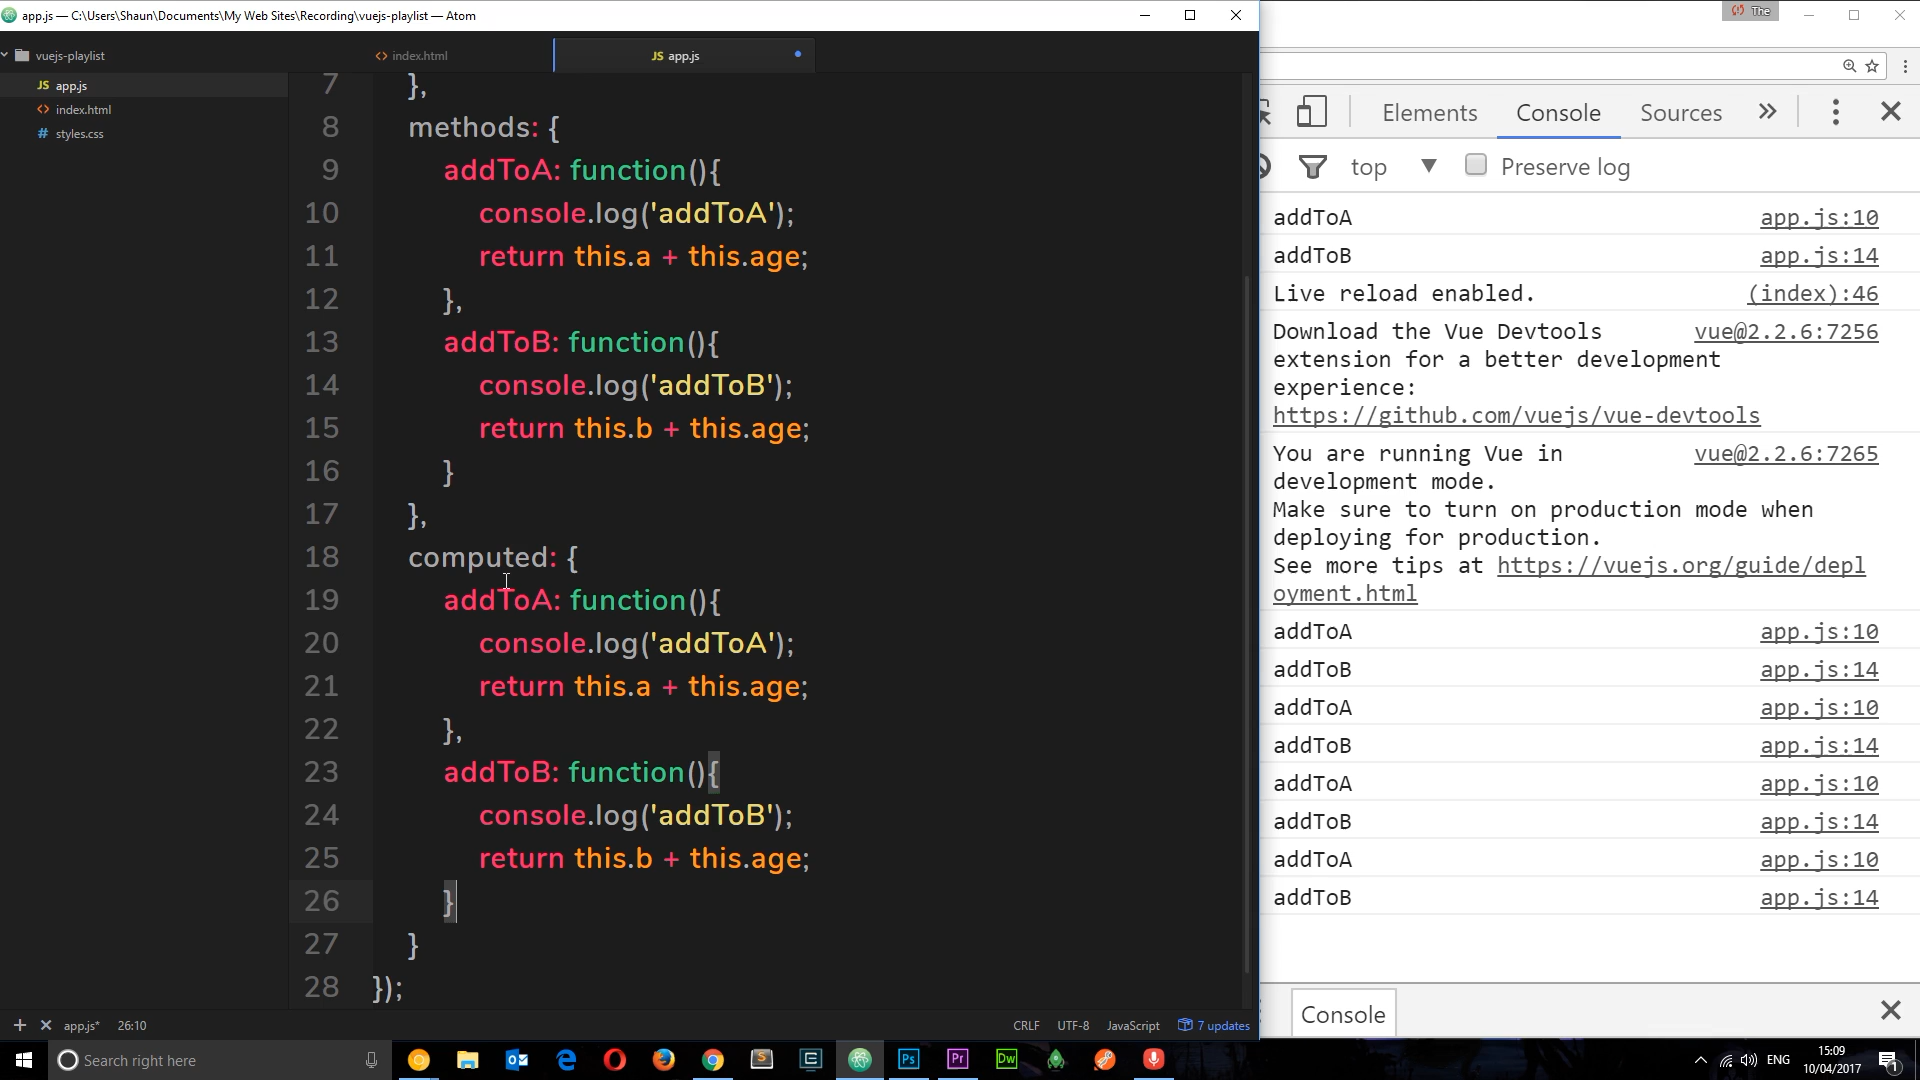 app.js — C:\Users\Shaun\Documents\My Web Sites\Recording\vuejs-playlist — Atom
The
vuejs-playlist
index.html
JS app.js
JS app.js
index.html
# styles.css
7 },
8 methods: {
9 addToA: function(){
10 console.log('addToA');
11 return this.a + this.age;
12 },
13 addToB: function(){
14 console.log('addToB');
15 return this.b + this.age;
16 }
17 },
18 computed: {
19 addToA: function(){
20 console.log('addToA');
21 return this.a + this.age;
22 },
23 addToB: function(){
24 console.log('addToB');
25 return this.b + this.age;
26 }
27 }
28 });
app.js* 26:10
CRLF UTF-8 JavaScript 7 updates
Elements Console Sources
top Preserve log
addToA app.js:10
addToB app.js:14
Live reload enabled. (index):46
Download the Vue Devtools vue@2.2.6:7256
extension for a better development
experience:
https://github.com/vuejs/vue-devtools
You are running Vue in vue@2.2.6:7265
development mode.
Make sure to turn on production mode when
deploying for production.
See more tips at https://vuejs.org/guide/depl
oyment.html
addToA app.js:10
addToB app.js:14
addToA app.js:10
addToB app.js:14
addToA app.js:10
addToB app.js:14
addToA app.js:10
addToB app.js:14
Console
Search right here
Ps
Pr
Dw
ENG
15:09
10/04/2017
1